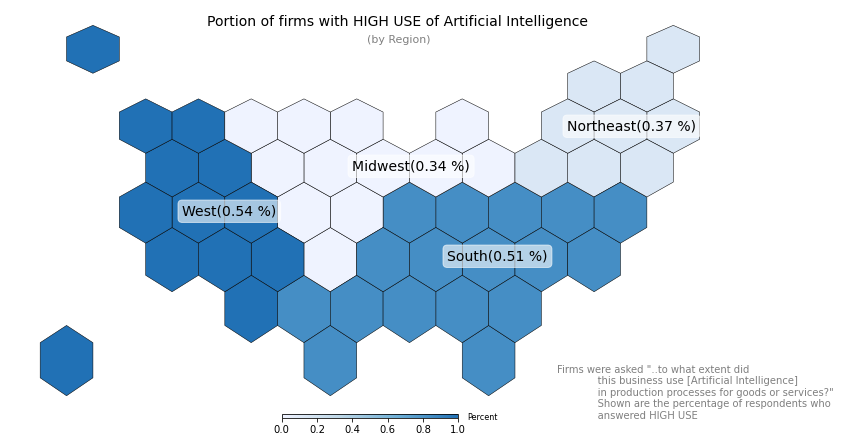 Portion of firms with HIGH USE of Artificial Intelligence
(by Region)
Northeast(0.37 %)
Midwest(0.34 %)
West(0.54 %)
South(0.51 %)
Firms were asked "..to what extent did
this business use [Artificial Intelligence]
in production processes for goods or services?"
Shown are the percentage of respondents who
answered HIGH USE
Percent
0.0 0.2 0.4 0.6 0.8 1.0